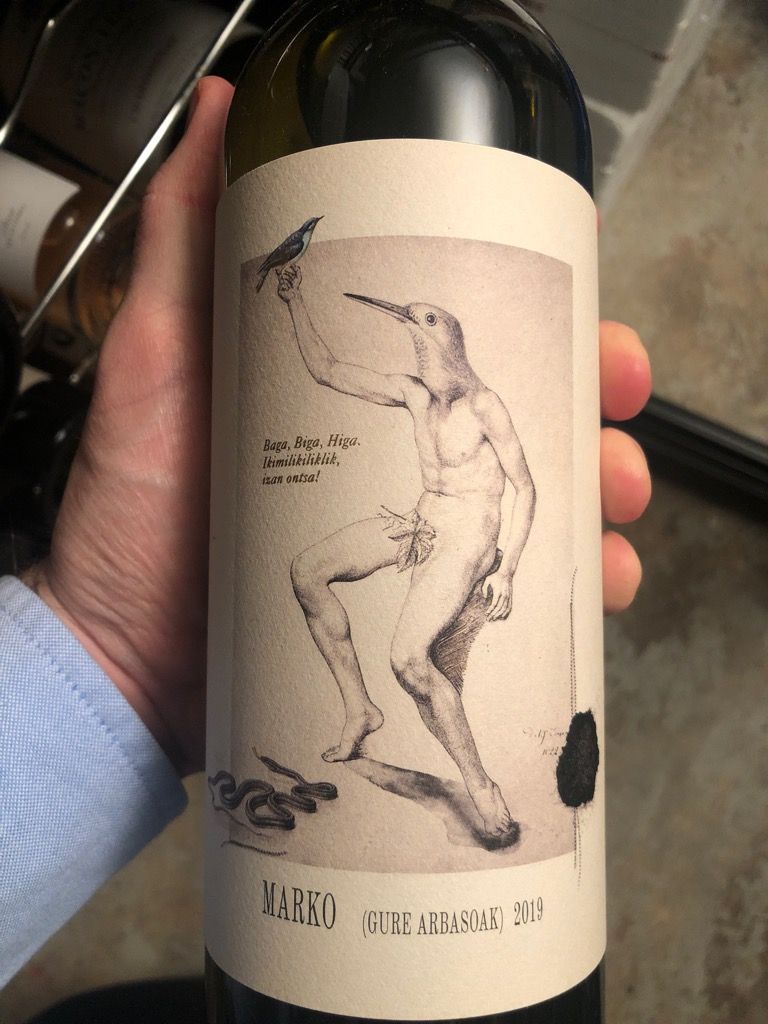 Baga, Biga, Higa.
Ikimilikiliklik,
izan ontsa!
MARKO (GURE ARBASOAK) 2019